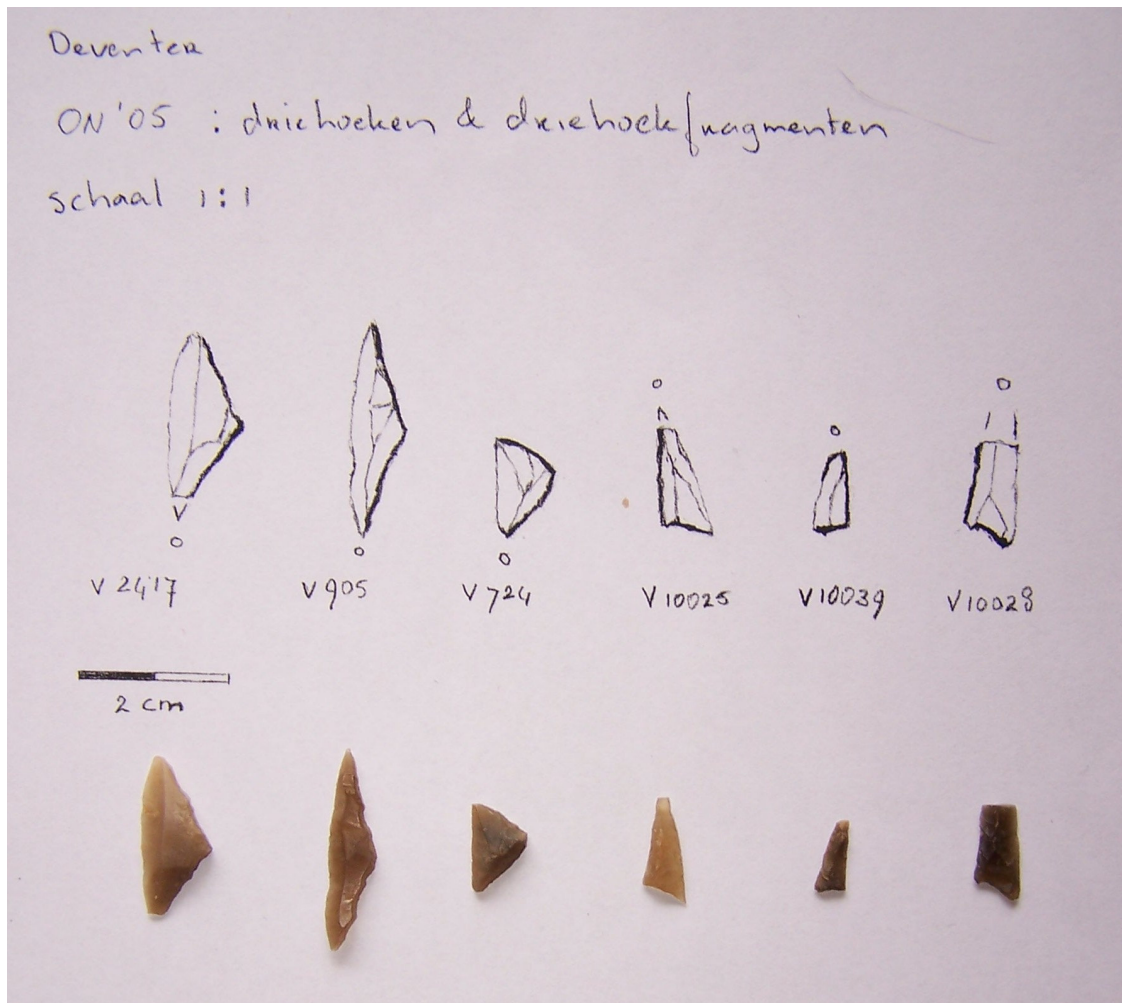 Deventer
ON '05 : driehoeken & driehoekfragmenten
schaal 1:1
V 2417 V 905 V 724 V 10025 V 10039 V 10028
2 cm